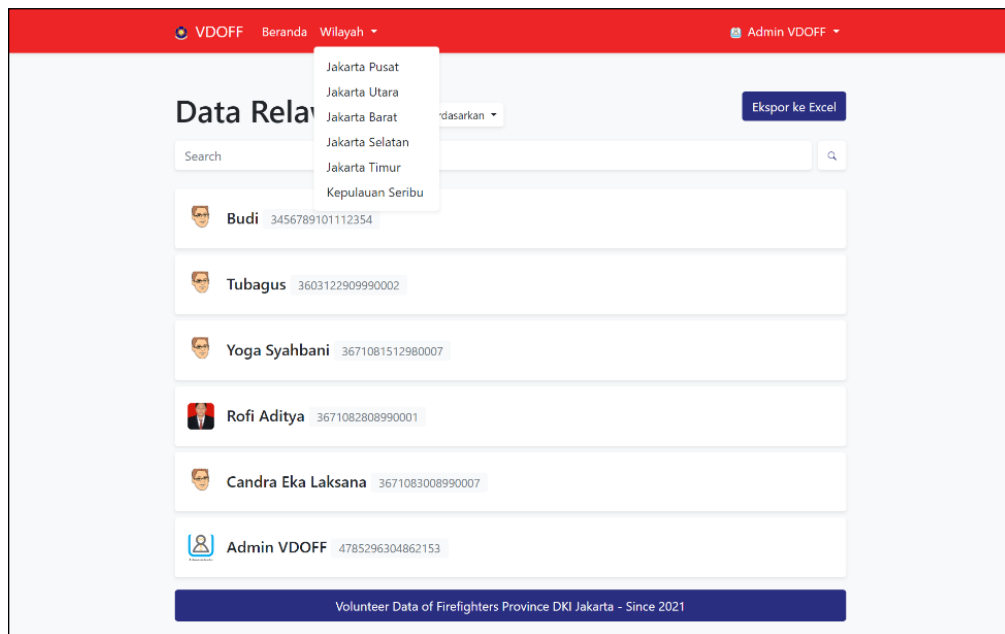 VDOFF Beranda Wilayah Admin VDOFF
Jakarta Pusat
Jakarta Utara
Jakarta Barat
Jakarta Selatan
Jakarta Timur
Kepulauan Seribu
Data Rela
rdasarkan
Ekspor ke Excel
Search
Budi 3456789101112354
Tubagus 3603122909990002
Yoga Syahbani 3671081512980007
Rofi Aditya 3671082808990001
Candra Eka Laksana 3671083008990007
Admin VDOFF 4785296304862153
Volunteer Data of Firefighters Province DKI Jakarta - Since 2021